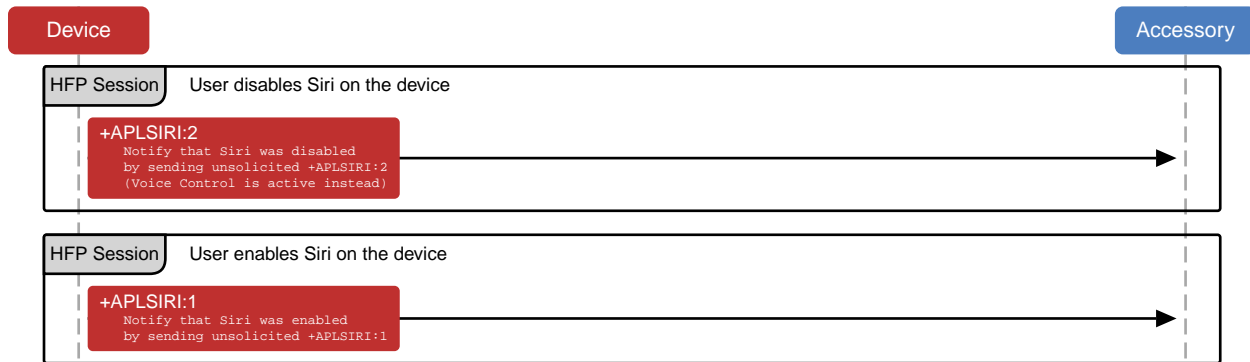 Device
Accessory
HFP Session
User disables Siri on the device
+APLSIRI:2
Notify that Siri was disabled
by sending unsolicited +APLSIRI:2
(Voice Control is active instead)
HFP Session
User enables Siri on the device
+APLSIRI:1
Notify that Siri was enabled
by sending unsolicited +APLSIRI:1